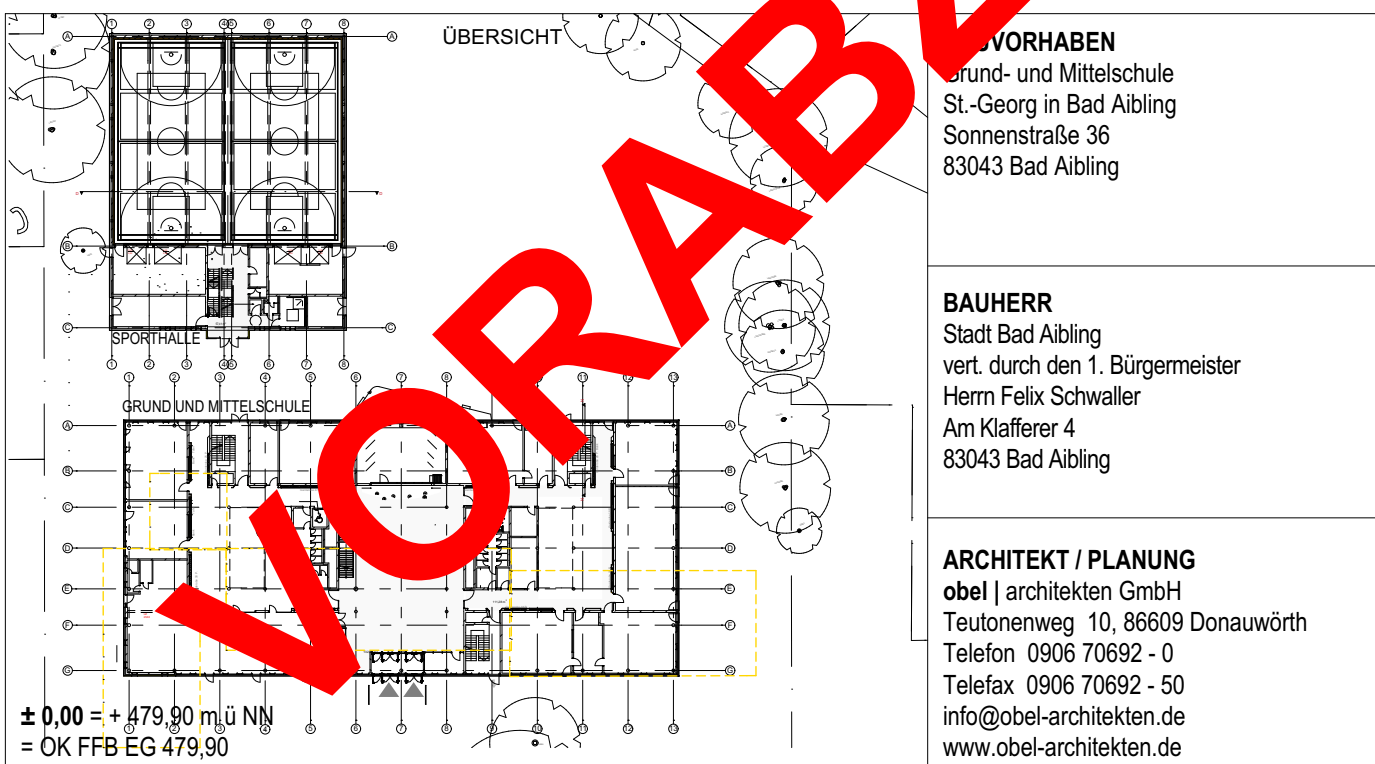 ÜBERSICHT
SPORTHALLE
GRUND UND MITTELSCHULE
± 0,00 = + 479,90 m ü NN
= OK FFB EG 479,90
VORAB
VORHABEN
Grund- und Mittelschule
St.-Georg in Bad Aibling
Sonnenstraße 36
83043 Bad Aibling
BAUHERR
Stadt Bad Aibling
vert. durch den 1. Bürgermeister
Herrn Felix Schwaller
Am Klafferer 4
83043 Bad Aibling
ARCHITEKT / PLANUNG
obel | architekten GmbH
Teutonenweg 10, 86609 Donauwörth
Telefon 0906 70692 - 0
Telefax 0906 70692 - 50
info@obel-architekten.de
www.obel-architekten.de